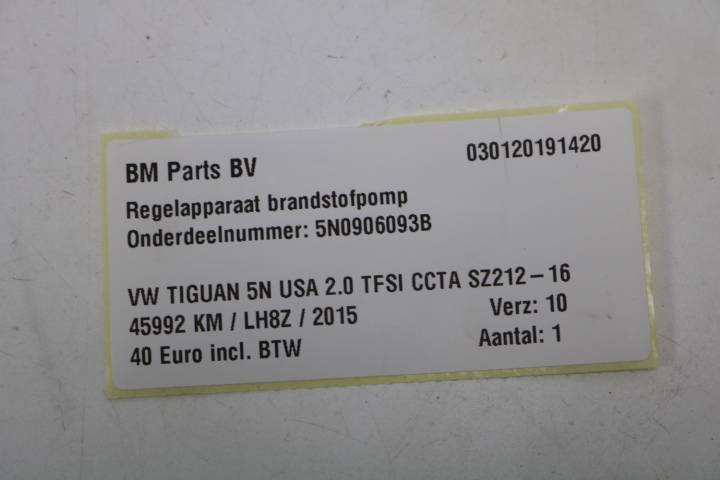 BM Parts BV 030120191420
Regelapparaat brandstofpomp
Onderdeelnummer: 5N0906093B
VW TIGUAN 5N USA 2.0 TFSI CCTA SZ212-16
45992 KM / LH8Z / 2015 Verz: 10
40 Euro incl. BTW Aantal: 1